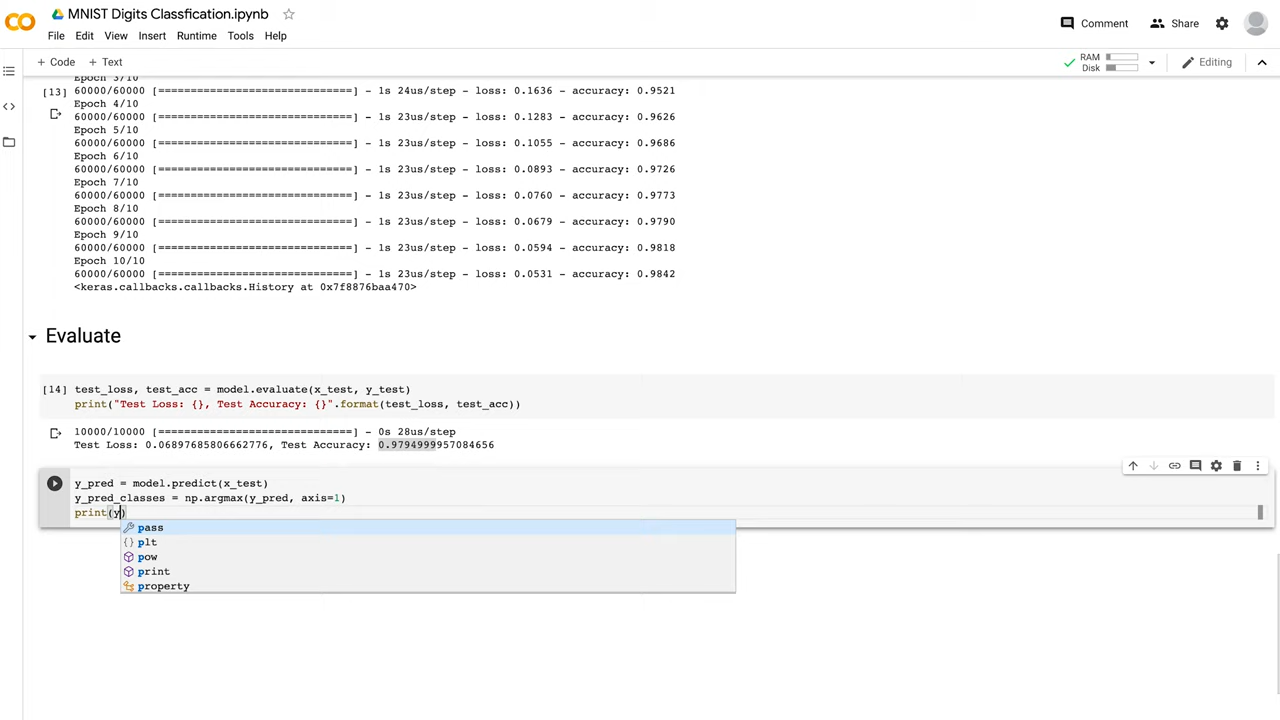 MNIST Digits Classfication.ipynb
File Edit View Insert Runtime Tools Help
Comment Share
+ Code + Text
RAM
Disk
Editing
Epoch 3/10
[13] 60000/60000 [==============================] - 1s 24us/step - loss: 0.1636 - accuracy: 0.9521
Epoch 4/10
60000/60000 [==============================] - 1s 23us/step - loss: 0.1283 - accuracy: 0.9626
Epoch 5/10
60000/60000 [==============================] - 1s 23us/step - loss: 0.1055 - accuracy: 0.9686
Epoch 6/10
60000/60000 [==============================] - 1s 23us/step - loss: 0.0893 - accuracy: 0.9726
Epoch 7/10
60000/60000 [==============================] - 1s 23us/step - loss: 0.0760 - accuracy: 0.9773
Epoch 8/10
60000/60000 [==============================] - 1s 23us/step - loss: 0.0679 - accuracy: 0.9790
Epoch 9/10
60000/60000 [==============================] - 1s 23us/step - loss: 0.0594 - accuracy: 0.9818
Epoch 10/10
60000/60000 [==============================] - 1s 23us/step - loss: 0.0531 - accuracy: 0.9842
<keras.callbacks.callbacks.History at 0x7f8876baa470>
Evaluate
[14] test_loss, test_acc = model.evaluate(x_test, y_test)
print("Test Loss: {}, Test Accuracy: {}".format(test_loss, test_acc))
10000/10000 [==============================] - 0s 28us/step
Test Loss: 0.06897685806662776, Test Accuracy: 0.9794999957084656
y_pred = model.predict(x_test)
y_pred_classes = np.argmax(y_pred, axis=1)
print(y)
pass
plt
pow
print
property